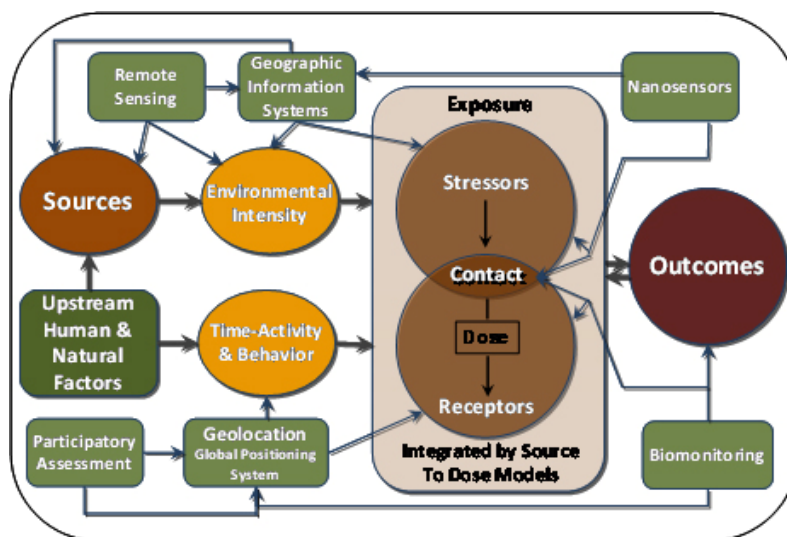 Remote
Sensing
Geographic
Information
Systems
Nanosensors
Exposure
Sources
Environmental
Intensity
Stressors
Contact
Outcomes
Upstream
Human &
Natural
Factors
Time-Activity
& Behavior
Dose
Receptors
Participatory
Assessment
Geolocation
Global Positioning
System
Integrated by Source
To Dose Models
Biomonitoring